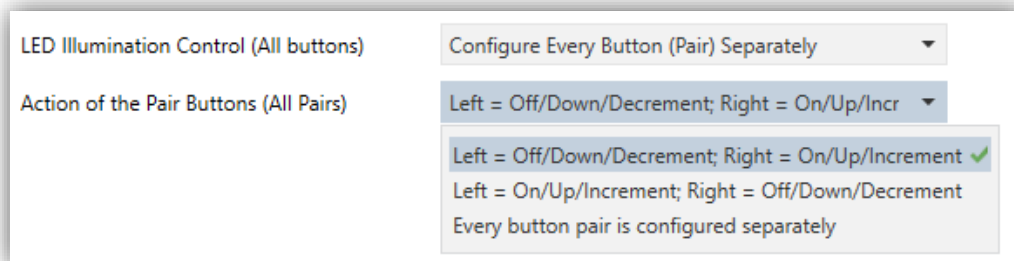 LED Illumination Control (All buttons)
Configure Every Button (Pair) Separately
Action of the Pair Buttons (All Pairs)
Left = Off/Down/Decrement; Right = On/Up/Incr
Left = Off/Down/Decrement; Right = On/Up/Increment
Left = On/Up/Increment; Right = Off/Down/Decrement
Every button pair is configured separately